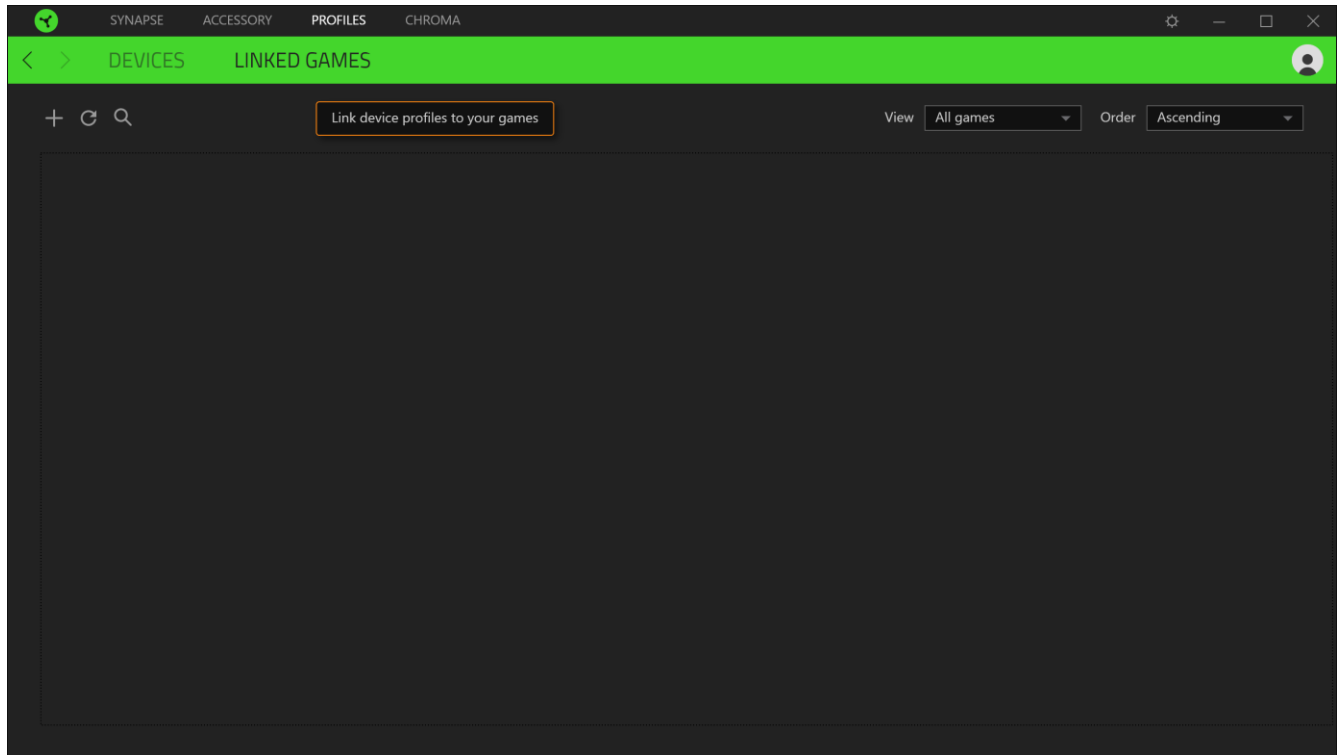 SYNAPSE ACCESSORY PROFILES CHROMA
DEVICES LINKED GAMES
Link device profiles to your games View All games Order Ascending